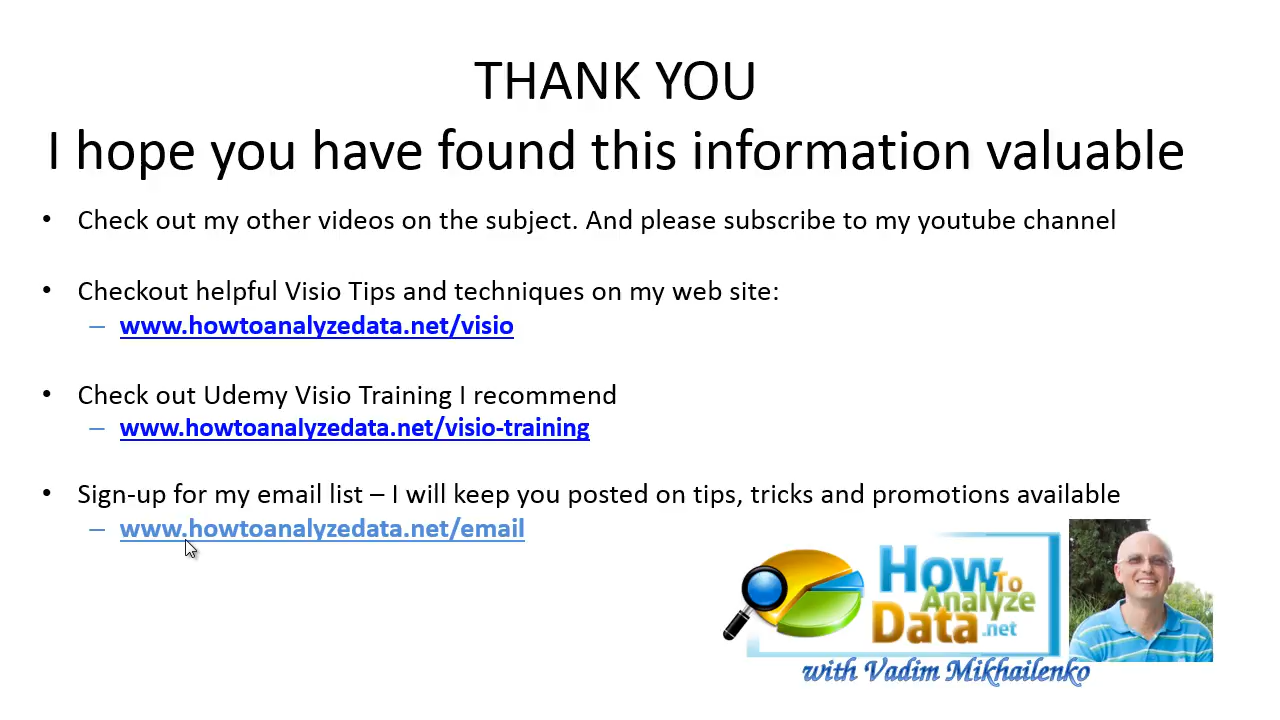 THANK YOU
I hope you have found this information valuable
• Check out my other videos on the subject. And please subscribe to my youtube channel
• Checkout helpful Visio Tips and techniques on my web site:
– www.howtoanalyzedata.net/visio
• Check out Udemy Visio Training I recommend
– www.howtoanalyzedata.net/visio-training
• Sign-up for my email list – I will keep you posted on tips, tricks and promotions available
– www.howtoanalyzedata.net/email
How To
Analyze
Data .net
with Vadim Mikhailenko